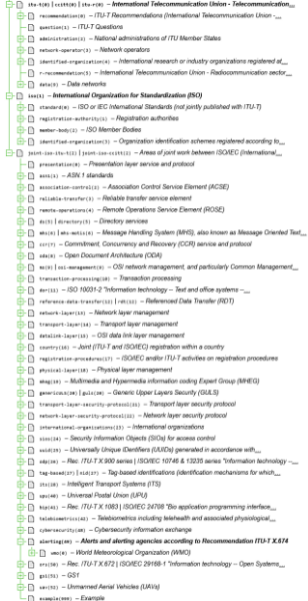 itu-t(0) | ccitt(0) | itu-r(0) – International Telecommunication Union - Telecommunication...
recommendation(0) – ITU-T Recommendations (International Telecommunication Union -
question(1) – ITU-T Questions
administration(2) – National administrations of ITU Member States
network-operator(3) – Network operators
identified-organization(4) – International research or industry organizations registered at...
r-recommendation(5) – International Telecommunication Union - Radiocommunication sector...
data(9) – Data networks
iso(1) – International Organization for Standardization (ISO)
standard(0) – ISO or IEC International Standards (not jointly published with ITU-T)
registration-authority(1) – Registration authorities
member-body(2) – ISO Member Bodies
identified-organization(3) – Organization identification schemes registered according to...
joint-iso-itu-t(2) | joint-iso-ccitt(2) – Areas of joint work between ISO/IEC (International...
presentation(0) – Presentation layer service and protocol
asn1(1) – ASN.1 standards
association-control(2) – Association Control Service Element (ACSE)
reliable-transfer(3) – Reliable transfer service element
remote-operations(4) – Remote Operations Service Element (ROSE)
ds(5) | directory(5) – Directory services
mhs(6) | mhs-motis(6) – Message Handling System (MHS), also known as Message Oriented Text...
ccr(7) – Commitment, Concurrency and Recovery (CCR) service and protocol
oda(8) – Open Document Architecture (ODA)
ms(9) | osi-management(9) – OSI network management, and particularly Common Management...
transaction-processing(10) – Transaction processing
dor(11) – ISO 10031-2 "Information technology -- Text and office systems --...
reference-data-transfer(12) | rdt(12) – Referenced Data Transfer (RDT)
network-layer(13) – Network layer management
transport-layer(14) – Transport layer management
datalink-layer(15) – OSI data link layer management
country(16) – Joint (ITU-T and ISO/IEC) registration within a country
registration-procedures(17) – ISO/IEC and/or ITU-T activities on registration procedures
physical-layer(18) – Physical layer management
mheg(19) – Multimedia and Hypermedia information coding Expert Group (MHEG)
genericULS(20) | guls(20) – Generic Upper Layers Security (GULS)
transport-layer-security-protocol(21) – Transport layer security protocol
network-layer-security-protocol(22) – Network layer security protocol
international-organizations(23) – International organizations
sios(24) – Security Information Objects (SIOs) for access control
uuid(25) – Universally Unique IDentifiers (UUIDs) generated in accordance with...
odp(26) – Rec. ITU-T X.900 series | ISO/IEC 10746 & 13235 series "Information technology --...
tag-based(27) | nid(27) – Tag-based identifications (identification mechanisms for which...
its(28) – Intelligent Transport Systems (ITS)
upu(40) – Universal Postal Union (UPU)
bip(41) – Rec. ITU-T X.1083 | ISO/IEC 24708 "Bio application programming interface...
telebiometrics(42) – Telebiometrics including telehealth and associated physiological...
cybersecurity(48) – Cybersecurity information exchange
alerting(49) – Alerts and alerting agencies according to Recommendation ITU-T X.674
wmo(0) – World Meteorological Organization (WMO)
ors(50) – Rec. ITU-T X.672 | ISO/IEC 29168-1 "Information technology -- Open Systems...
gs1(51) – GS1
uav(52) – Unmanned Aerial Vehicles (UAVs)
example(999) – Example